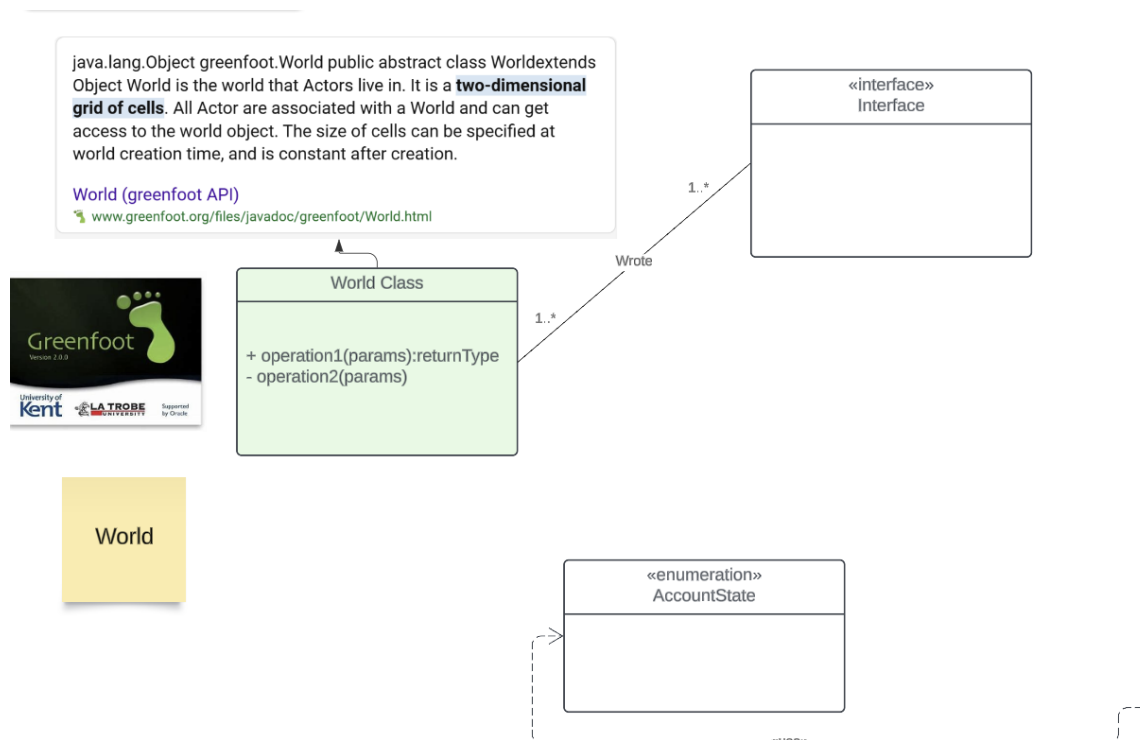 java.lang.Object greenfoot.World public abstract class Worldextends
Object World is the world that Actors live in. It is a two-dimensional
grid of cells. All Actor are associated with a World and can get
access to the world object. The size of cells can be specified at
world creation time, and is constant after creation.
World (greenfoot API)
www.greenfoot.org/files/javadoc/greenfoot/World.html
«interface»
Interface
1..*
Wrote
1..*
World Class
+ operation1(params):returnType
- operation2(params)
Greenfoot
Version 2.0.0
University of
Kent
LA TROBE
UNIVERSITY
Supported
by Oracle
World
«enumeration»
AccountState